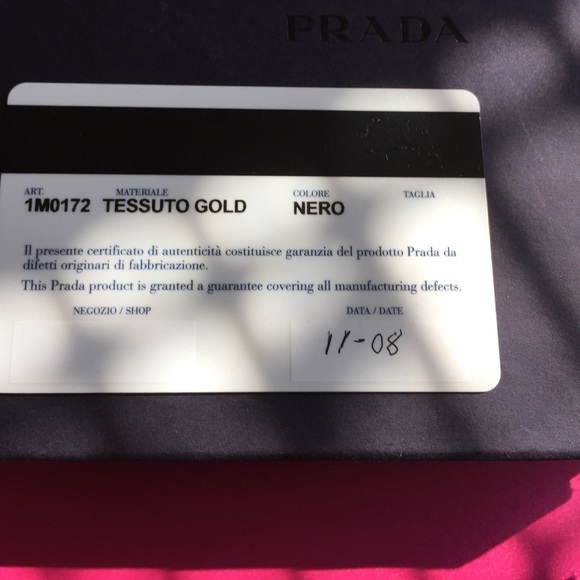 PRADA
ART. MATERIALE COLORE TAGLIA
1M0172 TESSUTO GOLD NERO
Il presente certificato di autenticità costituisce garanzia del prodotto Prada da
difetti originari di fabbricazione.
This Prada product is granted a guarantee covering all manufacturing defects.
NEGOZIO / SHOP DATA / DATE
11-08